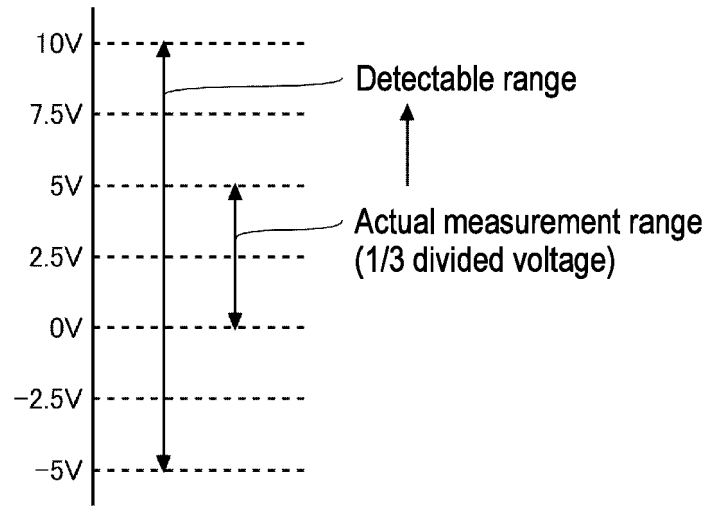 10V
Detectable range
7.5V
5V
Actual measurement range
(1/3 divided voltage)
2.5V
0V
−2.5V
−5V